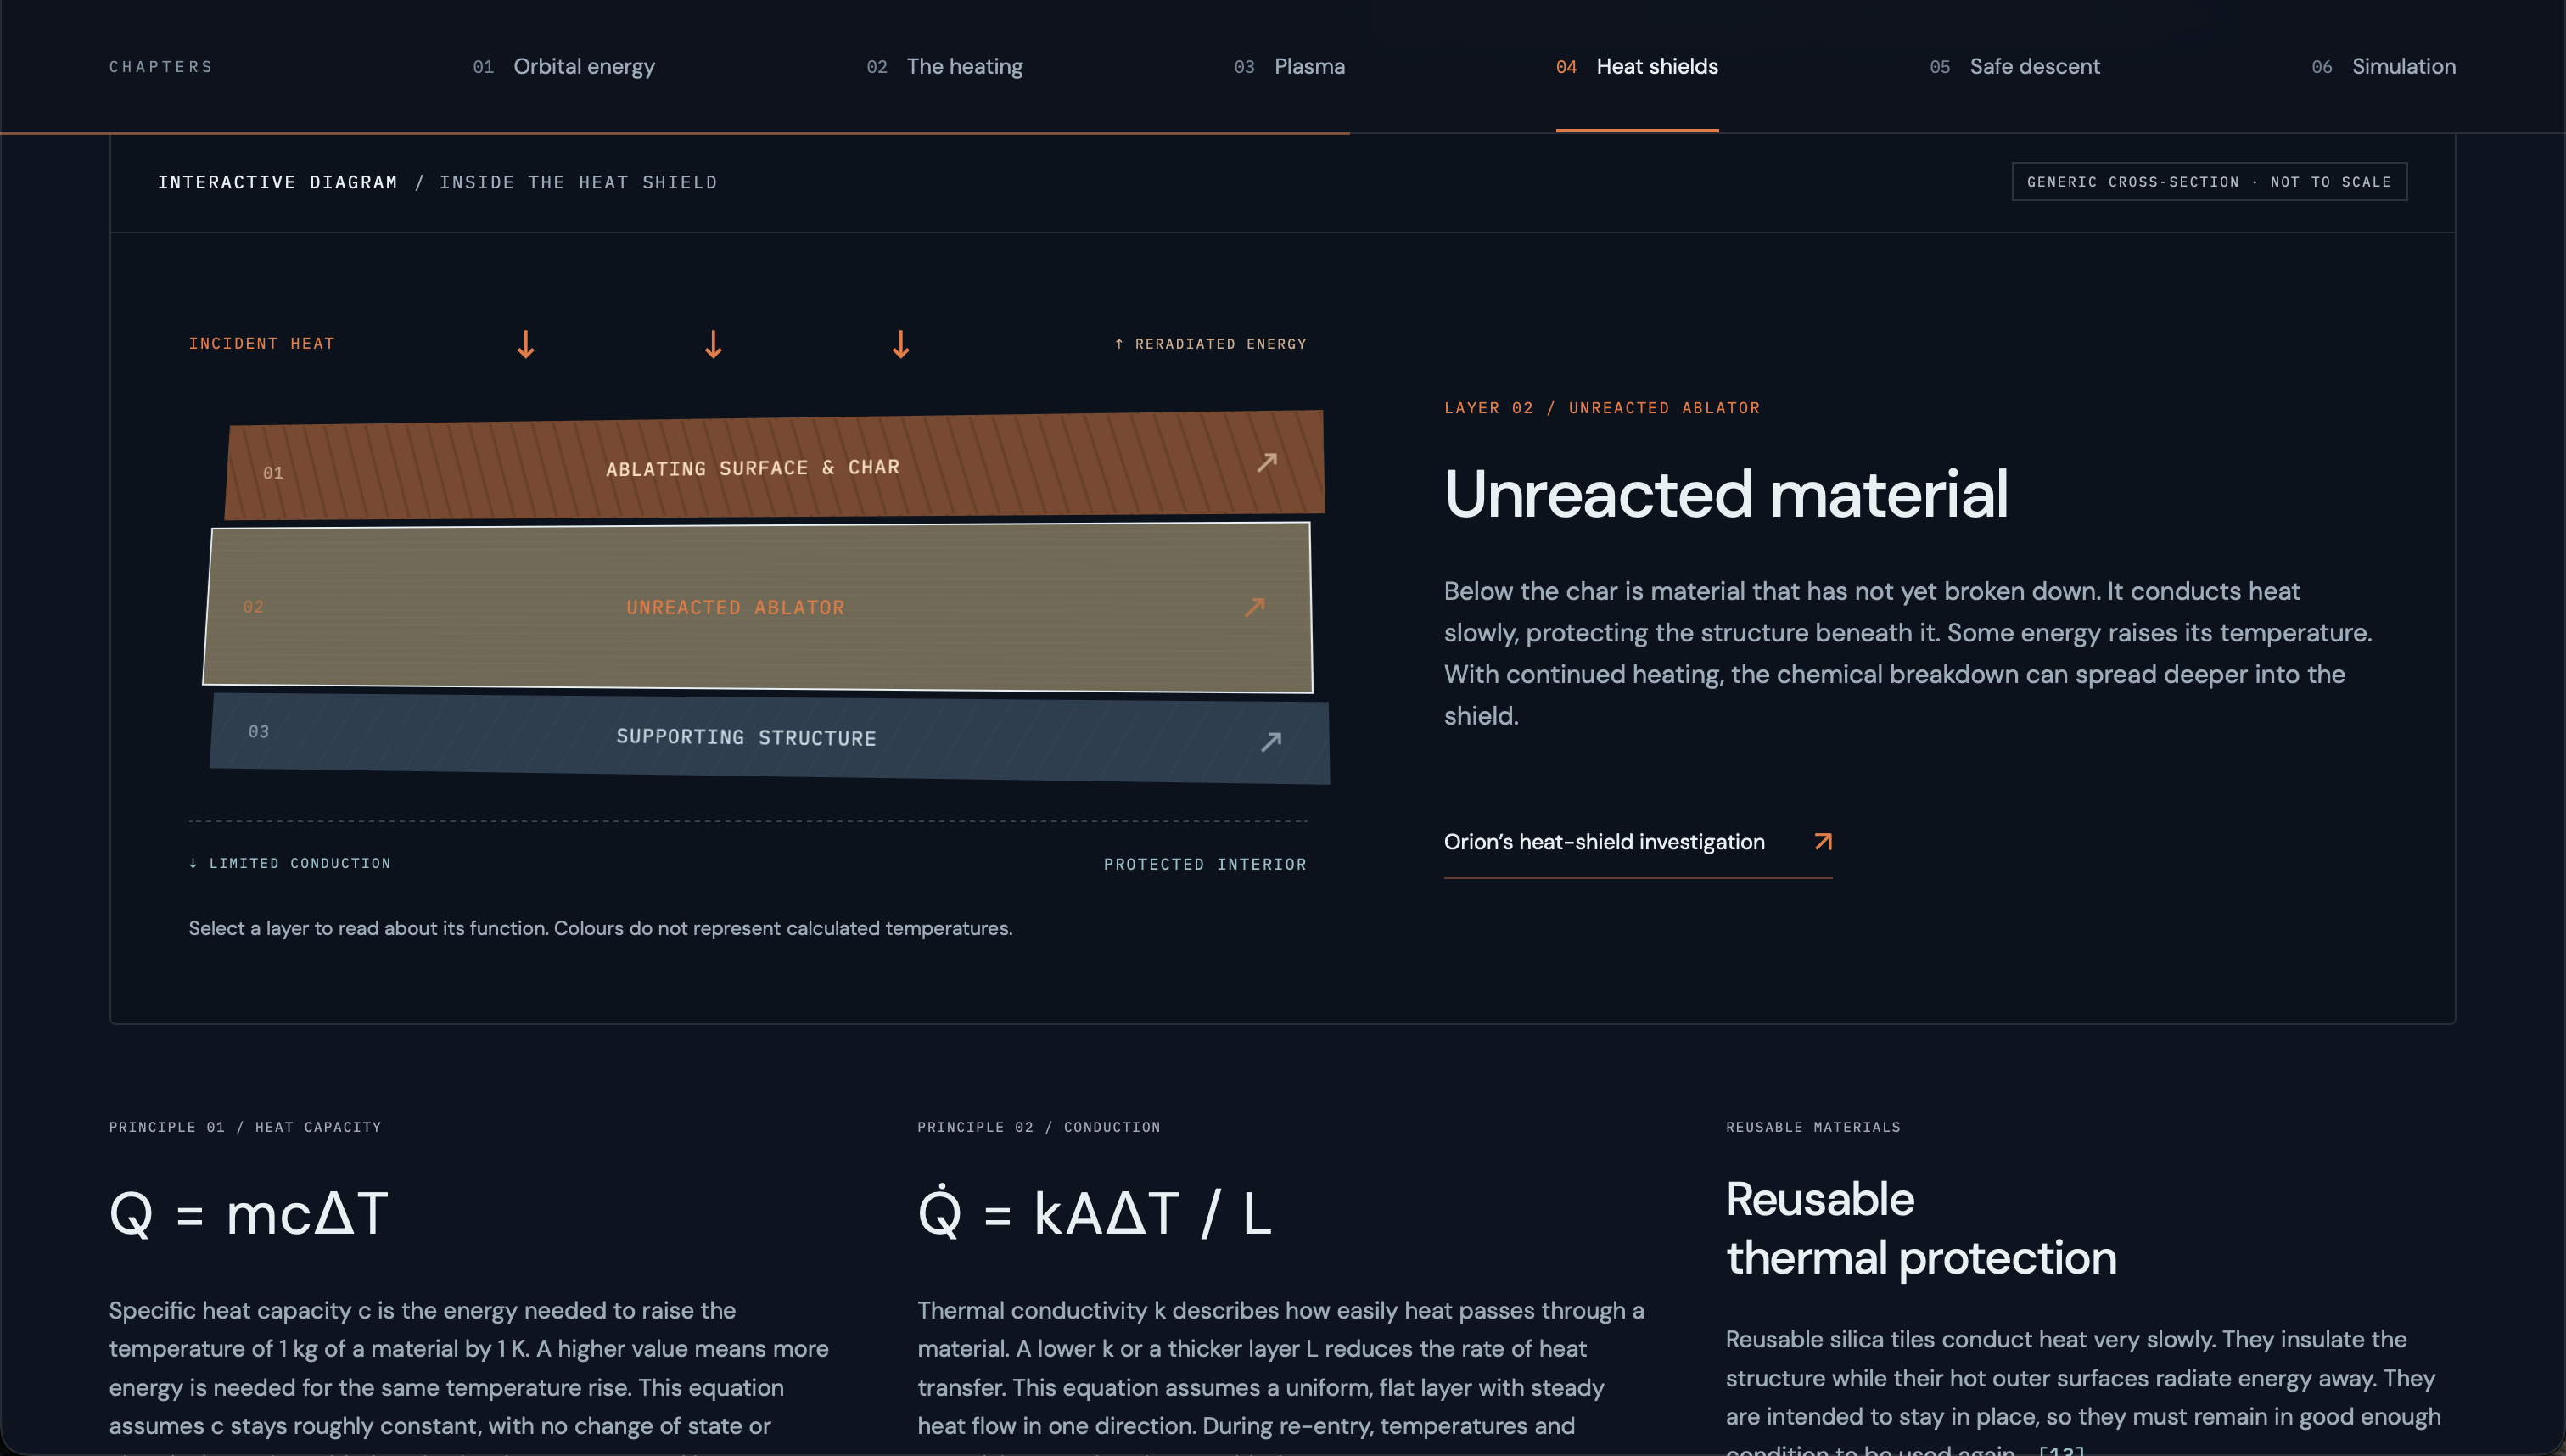 CHAPTERS
01 Orbital energy
02 The heating
03 Plasma
04 Heat shields
05 Safe descent
06 Simulation
INTERACTIVE DIAGRAM / INSIDE THE HEAT SHIELD
GENERIC CROSS-SECTION · NOT TO SCALE
INCIDENT HEAT
↑ RERADIATED ENERGY
01 ABLATING SURFACE & CHAR
02 UNREACTED ABLATOR
03 SUPPORTING STRUCTURE
↓ LIMITED CONDUCTION
PROTECTED INTERIOR
Select a layer to read about its function. Colours do not represent calculated temperatures.
LAYER 02 / UNREACTED ABLATOR
Unreacted material
Below the char is material that has not yet broken down. It conducts heat
slowly, protecting the structure beneath it. Some energy raises its temperature.
With continued heating, the chemical breakdown can spread deeper into the
shield.
Orion’s heat-shield investigation
PRINCIPLE 01 / HEAT CAPACITY
Q = mcΔT
Specific heat capacity c is the energy needed to raise the
temperature of 1 kg of a material by 1 K. A higher value means more
energy is needed for the same temperature rise. This equation
assumes c stays roughly constant, with no change of state or
PRINCIPLE 02 / CONDUCTION
Q̇ = kAΔT / L
Thermal conductivity k describes how easily heat passes through a
material. A lower k or a thicker layer L reduces the rate of heat
transfer. This equation assumes a uniform, flat layer with steady
heat flow in one direction. During re-entry, temperatures and
REUSABLE MATERIALS
Reusable
thermal protection
Reusable silica tiles conduct heat very slowly. They insulate the
structure while their hot outer surfaces radiate energy away. They
are intended to stay in place, so they must remain in good enough
condition to be used again. [13]